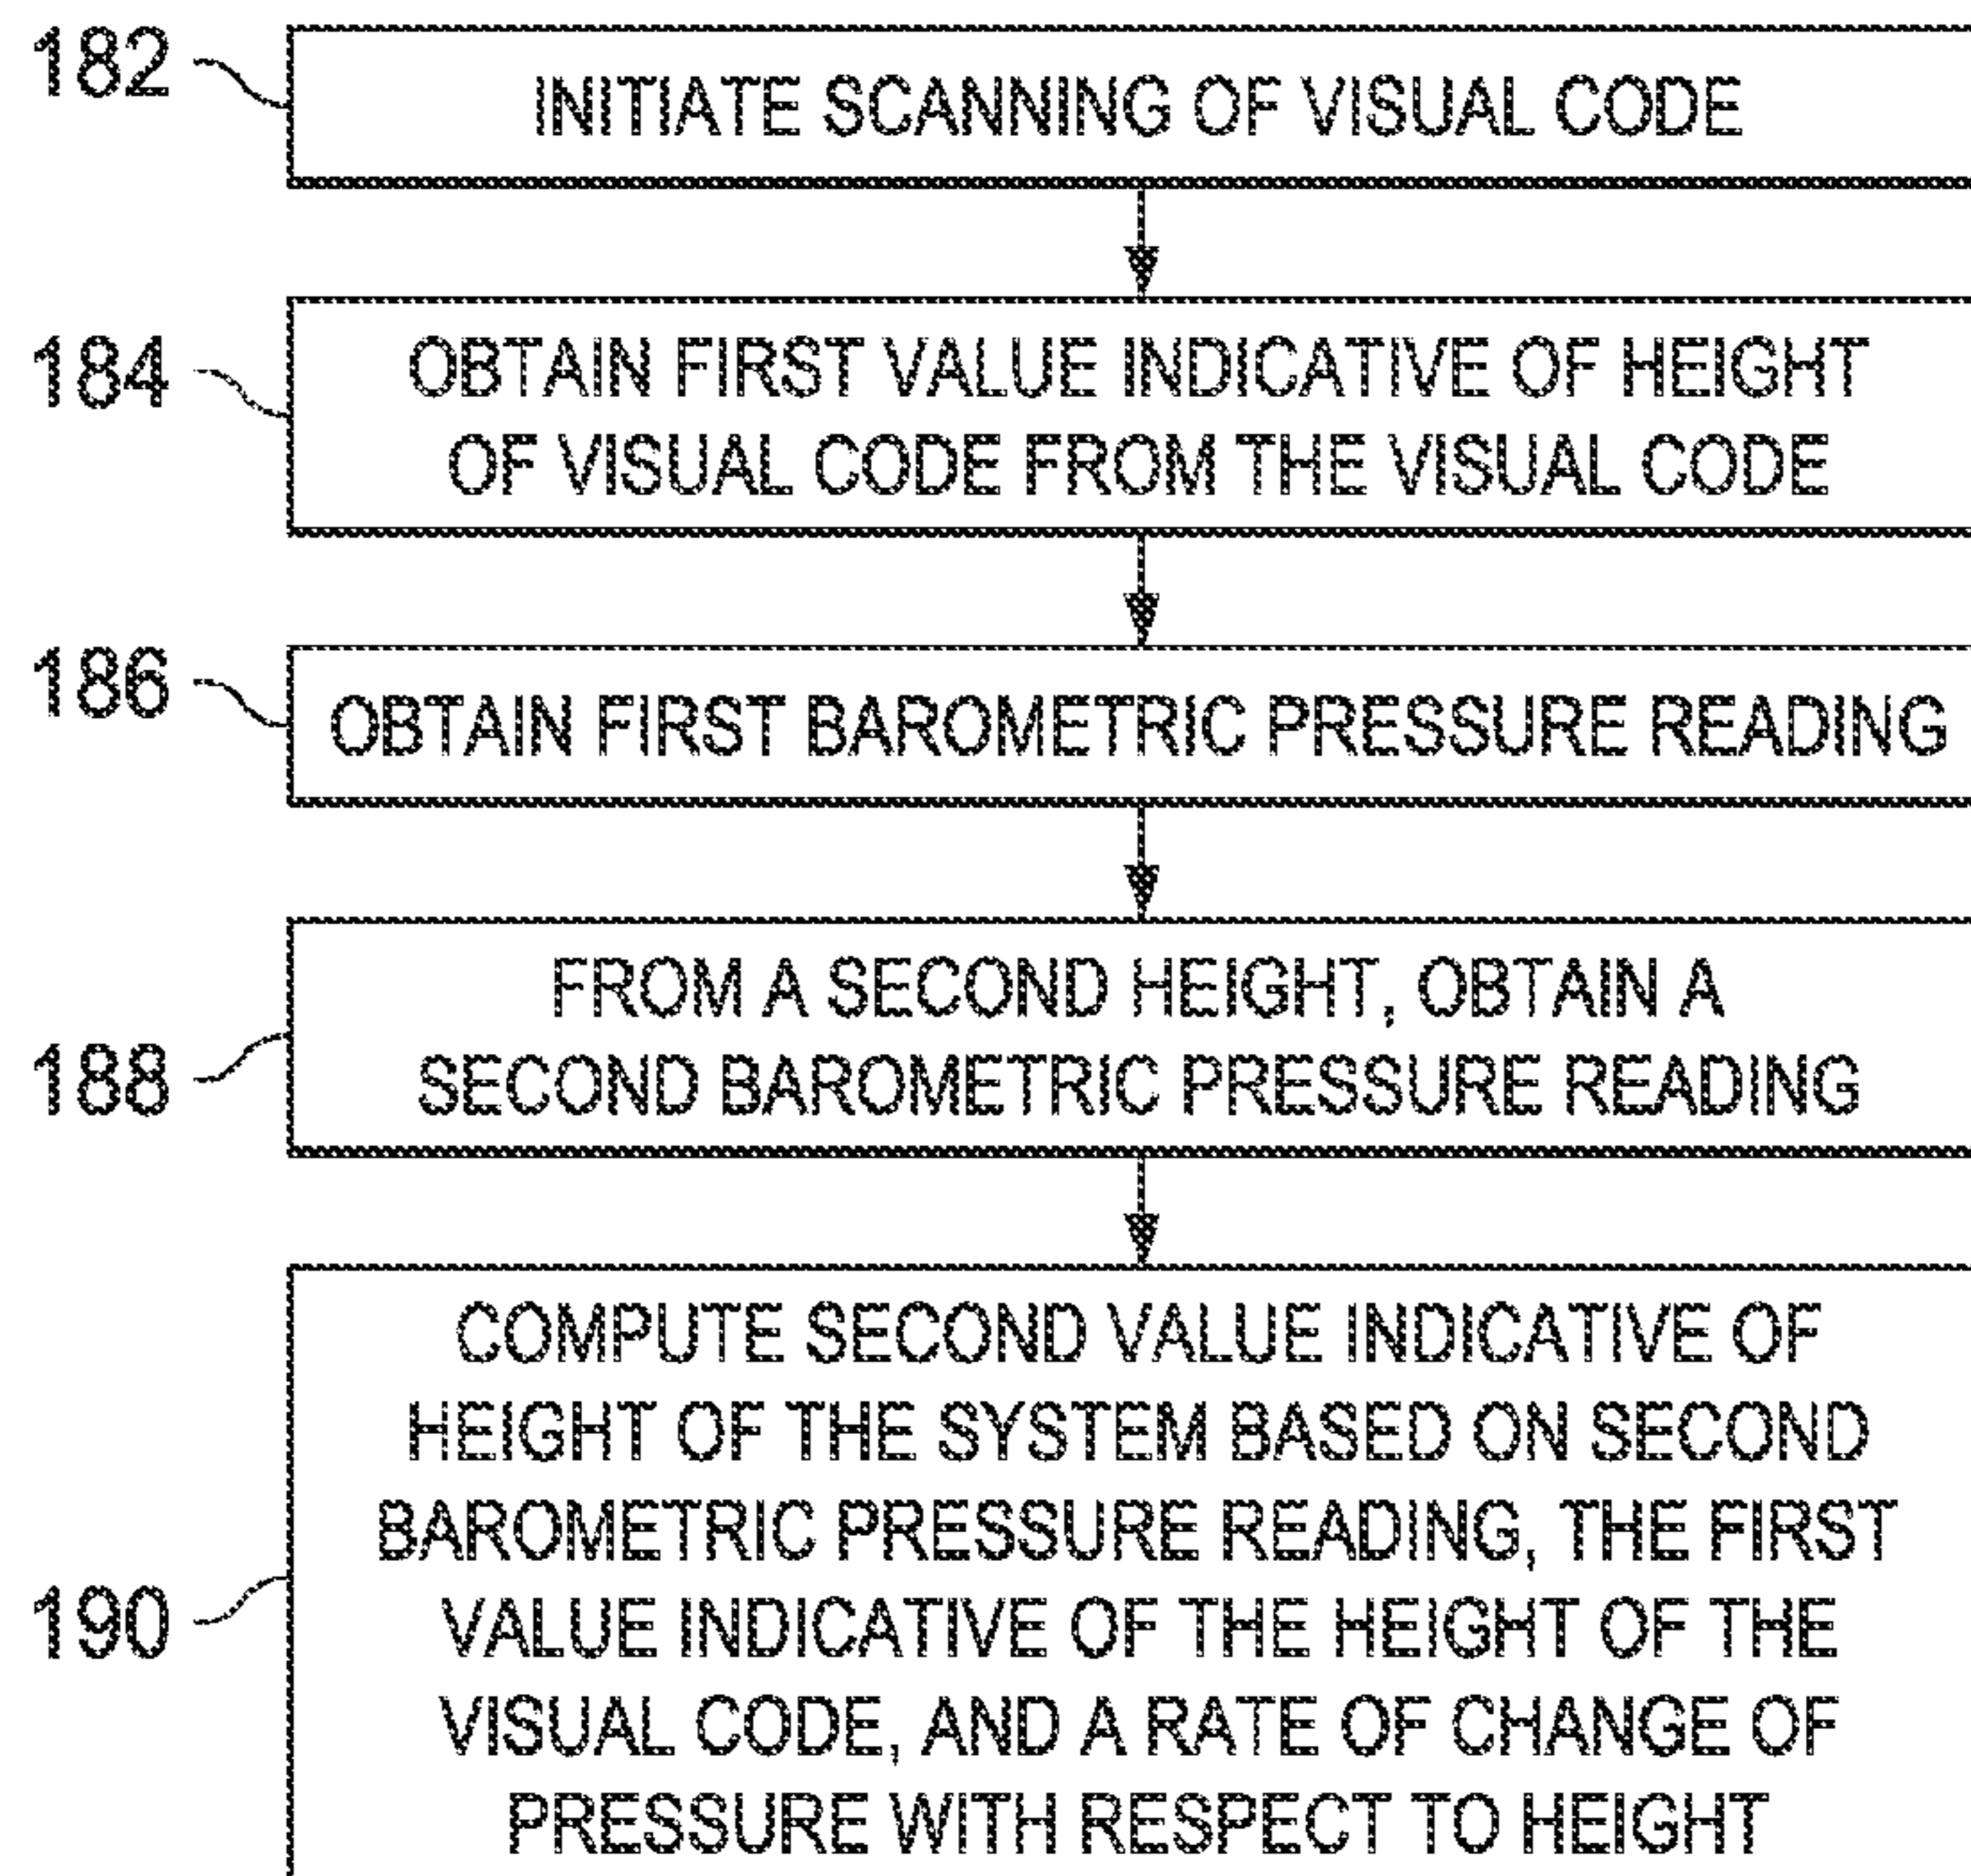 182
INITIATE SCANNING OF VISUAL CODE
184
OBTAIN FIRST VALUE INDICATIVE OF HEIGHT
OF VISUAL CODE FROM THE VISUAL CODE
186
OBTAIN FIRST BAROMETRIC PRESSURE READING
188
FROM A SECOND HEIGHT, OBTAIN A
SECOND BAROMETRIC PRESSURE READING
190
COMPUTE SECOND VALUE INDICATIVE OF
HEIGHT OF THE SYSTEM BASED ON SECOND
BAROMETRIC PRESSURE READING, THE FIRST
VALUE INDICATIVE OF THE HEIGHT OF THE
VISUAL CODE, AND A RATE OF CHANGE OF
PRESSURE WITH RESPECT TO HEIGHT